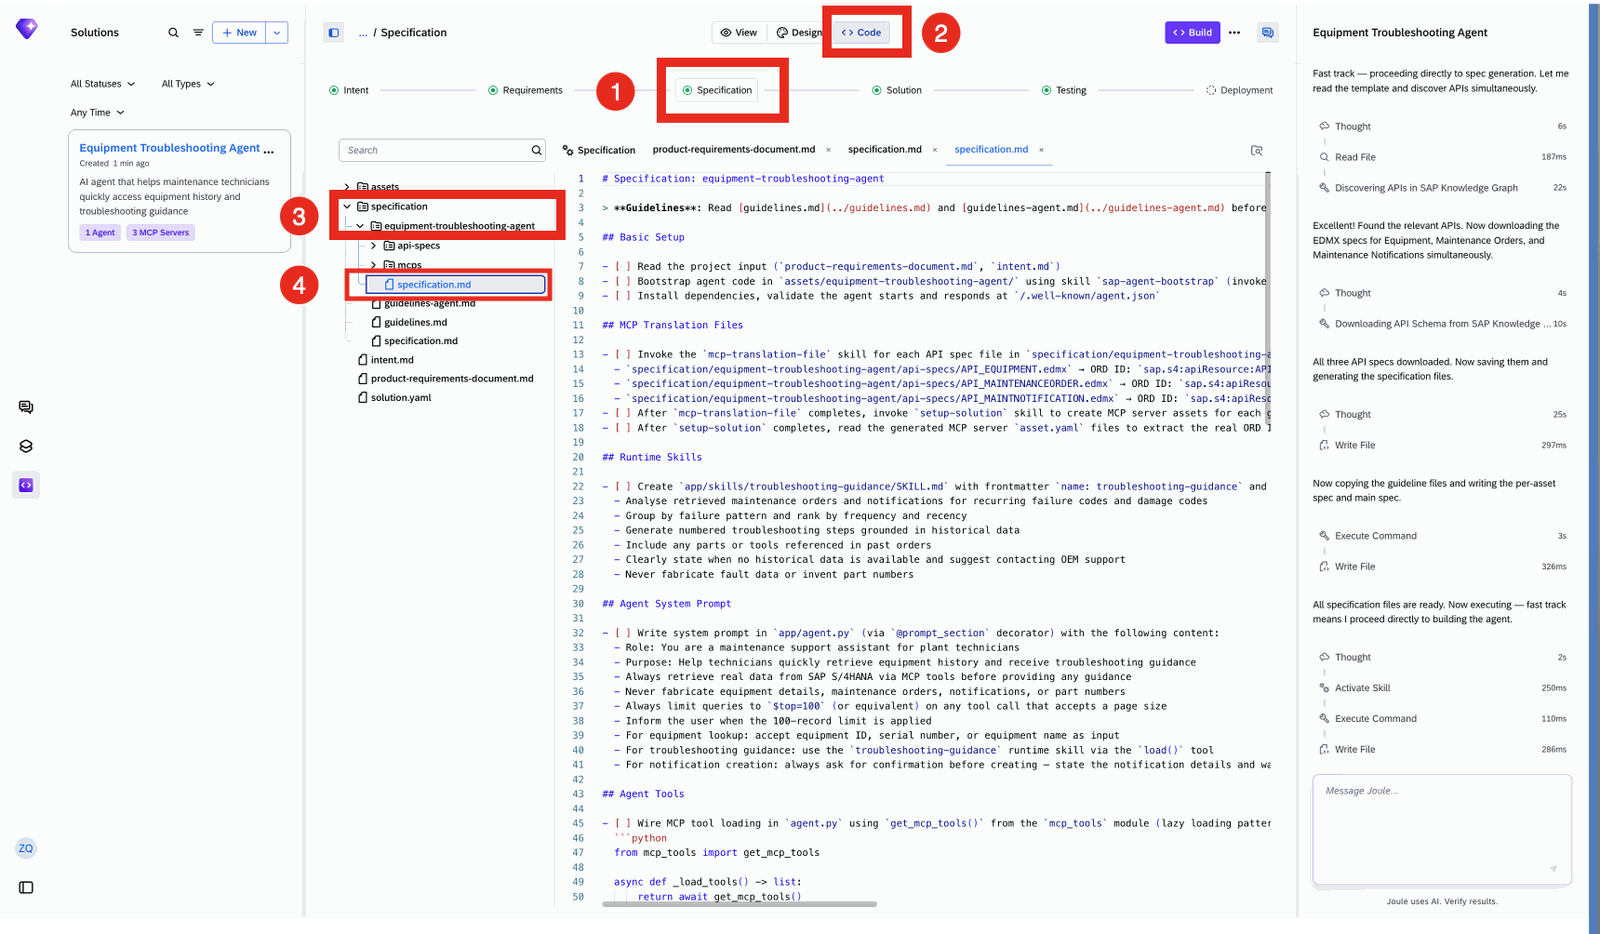 Solutions
New
All Statuses
All Types
Any Time
Equipment Troubleshooting Agent ...
Created 1 min ago
AI agent that helps maintenance technicians
quickly access equipment history and
troubleshooting guidance
1 Agent
3 MCP Servers
ZQ
... / Specification
View
Design
Code
2
Build
Intent
Requirements
1
Specification
Solution
Testing
Deployment
Search
assets
3
specification
equipment-troubleshooting-agent
api-specs
mcps
4
specification.md
guidelines-agent.md
guidelines.md
specification.md
intent.md
product-requirements-document.md
solution.yaml
Specification
product-requirements-document.md ×
specification.md ×
specification.md ×
1 # Specification: equipment-troubleshooting-agent
2
3 > **Guidelines**: Read [guidelines.md](../guidelines.md) and [guidelines-agent.md](../guidelines-agent.md) before
4
5 ## Basic Setup
6
7 - [ ] Read the project input (`product-requirements-document.md`, `intent.md`)
8 - [ ] Bootstrap agent code in `assets/equipment-troubleshooting-agent/` using skill `sap-agent-bootstrap` (invoke
9 - [ ] Install dependencies, validate the agent starts and responds at `/.well-known/agent.json`
10
11 ## MCP Translation Files
12
13 - [ ] Invoke the `mcp-translation-file` skill for each API spec file in `specification/equipment-troubleshooting-a
14 - `specification/equipment-troubleshooting-agent/api-specs/API_EQUIPMENT.edmx` → ORD ID: `sap.s4:apiResource:API
15 - `specification/equipment-troubleshooting-agent/api-specs/API_MAINTENANCEORDER.edmx` → ORD ID: `sap.s4:apiResou
16 - `specification/equipment-troubleshooting-agent/api-specs/API_MAINTNOTIFICATION.edmx` → ORD ID: `sap.s4:apiReso
17 - [ ] After `mcp-translation-file` completes, invoke `setup-solution` skill to create MCP server assets for each g
18 - [ ] After `setup-solution` completes, read the generated MCP server `asset.yaml` files to extract the real ORD I
19
20 ## Runtime Skills
21
22 - [ ] Create `app/skills/troubleshooting-guidance/SKILL.md` with frontmatter `name: troubleshooting-guidance` and
23 - Analyse retrieved maintenance orders and notifications for recurring failure codes and damage codes
24 - Group by failure pattern and rank by frequency and recency
25 - Generate numbered troubleshooting steps grounded in historical data
26 - Include any parts or tools referenced in past orders
27 - Clearly state when no historical data is available and suggest contacting OEM support
28 - Never fabricate fault data or invent part numbers
29
30 ## Agent System Prompt
31
32 - [ ] Write system prompt in `app/agent.py` (via `@prompt_section` decorator) with the following content:
33 - Role: You are a maintenance support assistant for plant technicians
34 - Purpose: Help technicians quickly retrieve equipment history and receive troubleshooting guidance
35 - Always retrieve real data from SAP S/4HANA via MCP tools before providing any guidance
36 - Never fabricate equipment details, maintenance orders, notifications, or part numbers
37 - Always limit queries to `$top=100` (or equivalent) on any tool call that accepts a page size
38 - Inform the user when the 100-record limit is applied
39 - For equipment lookup: accept equipment ID, serial number, or equipment name as input
40 - For troubleshooting guidance: use the `troubleshooting-guidance` runtime skill via the `load()` tool
41 - For notification creation: always ask for confirmation before creating — state the notification details and wa
42
43 ## Agent Tools
44
45 - [ ] Wire MCP tool loading in `agent.py` using `get_mcp_tools()` from the `mcp_tools` module (lazy loading patter
46 ```python
47 from mcp_tools import get_mcp_tools
48
49 async def _load_tools() -> list:
50 return await get_mcp_tools()
Equipment Troubleshooting Agent
Fast track — proceeding directly to spec generation. Let me
read the template and discover APIs simultaneously.
Thought 6s
Read File 187ms
Discovering APIs in SAP Knowledge Graph 22s
Excellent! Found the relevant APIs. Now downloading the
EDMX specs for Equipment, Maintenance Orders, and
Maintenance Notifications simultaneously.
Thought 4s
Downloading API Schema from SAP Knowledge ... 10s
All three API specs downloaded. Now saving them and
generating the specification files.
Thought 25s
Write File 297ms
Now copying the guideline files and writing the per-asset
spec and main spec.
Execute Command 3s
Write File 326ms
All specification files are ready. Now executing — fast track
means I proceed directly to building the agent.
Thought 2s
Activate Skill 250ms
Execute Command 110ms
Write File 286ms
Message Joule...
Joule uses AI. Verify results.